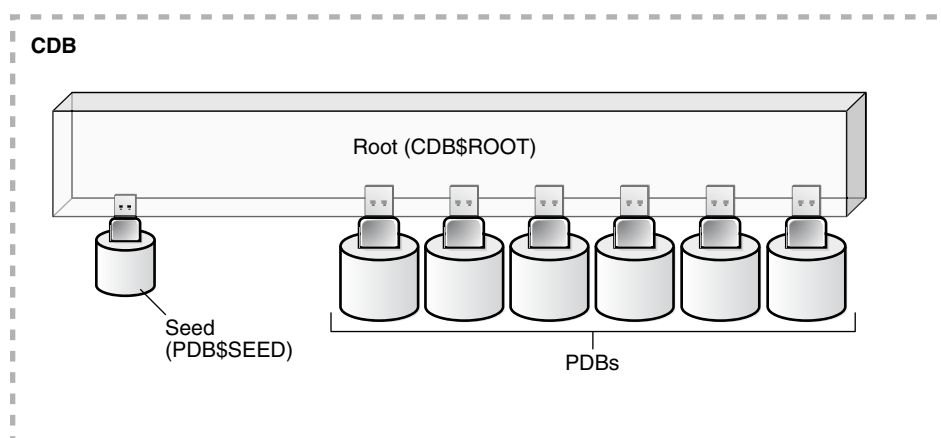 CDB
Root (CDB$ROOT)
Seed
(PDB$SEED)
PDBs